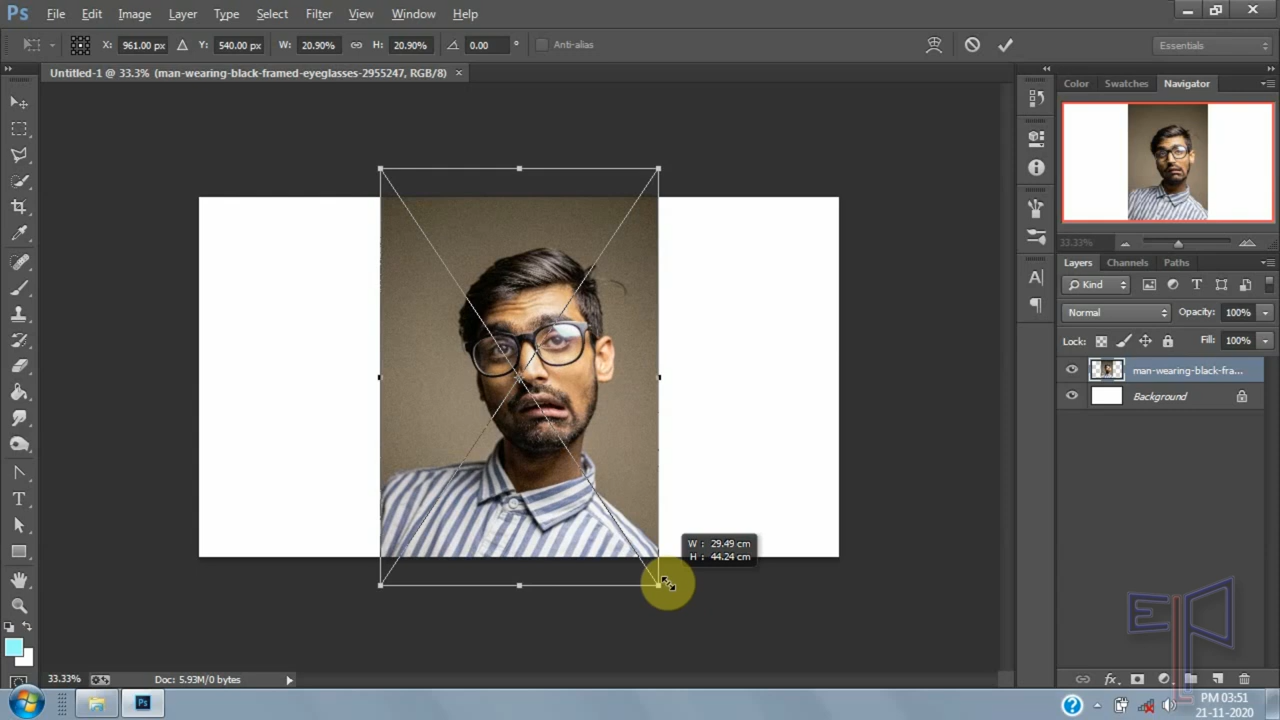 Ps File Edit Image Layer Type Select Filter View Window Help
X: 961.00 px Y: 540.00 px W: 20.90% H: 20.90% 0.00 ° Anti-alias Essentials
Untitled-1 @ 33.3% (man-wearing-black-framed-eyeglasses-2955247, RGB/8) ×
Color Swatches Navigator
33.33%
Layers Channels Paths
Kind
Normal Opacity: 100%
Lock: Fill: 100%
man-wearing-black-fra...
Background
W : 29.49 cm
H : 44.24 cm
33.33% Doc: 5.93M/0 bytes
Ps PM 03:51
21-11-2020